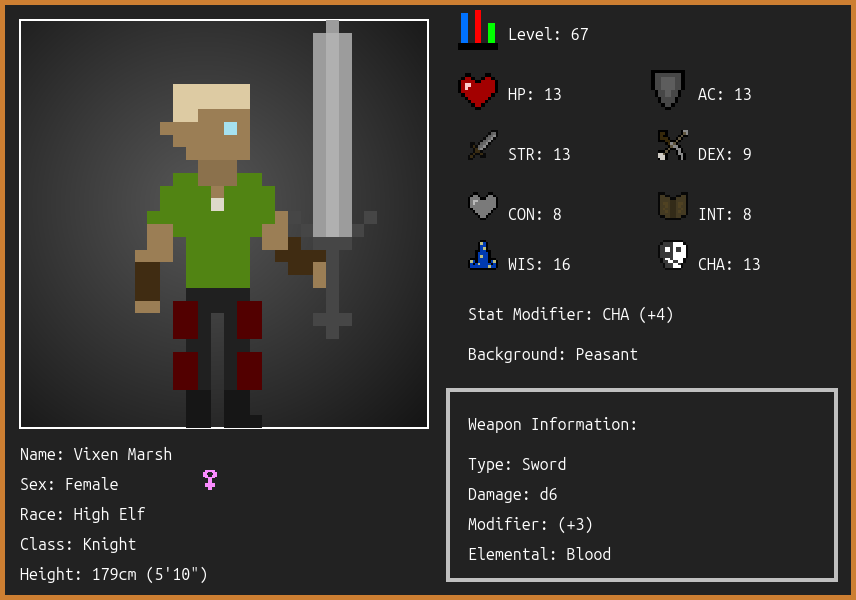 Level: 67
HP: 13
AC: 13
STR: 13
DEX: 9
CON: 8
INT: 8
WIS: 16
CHA: 13
Stat Modifier: CHA (+4)
Background: Peasant
Weapon Information:
Type: Sword
Damage: d6
Modifier: (+3)
Elemental: Blood
Name: Vixen Marsh
Sex: Female
Race: High Elf
Class: Knight
Height: 179cm (5'10")